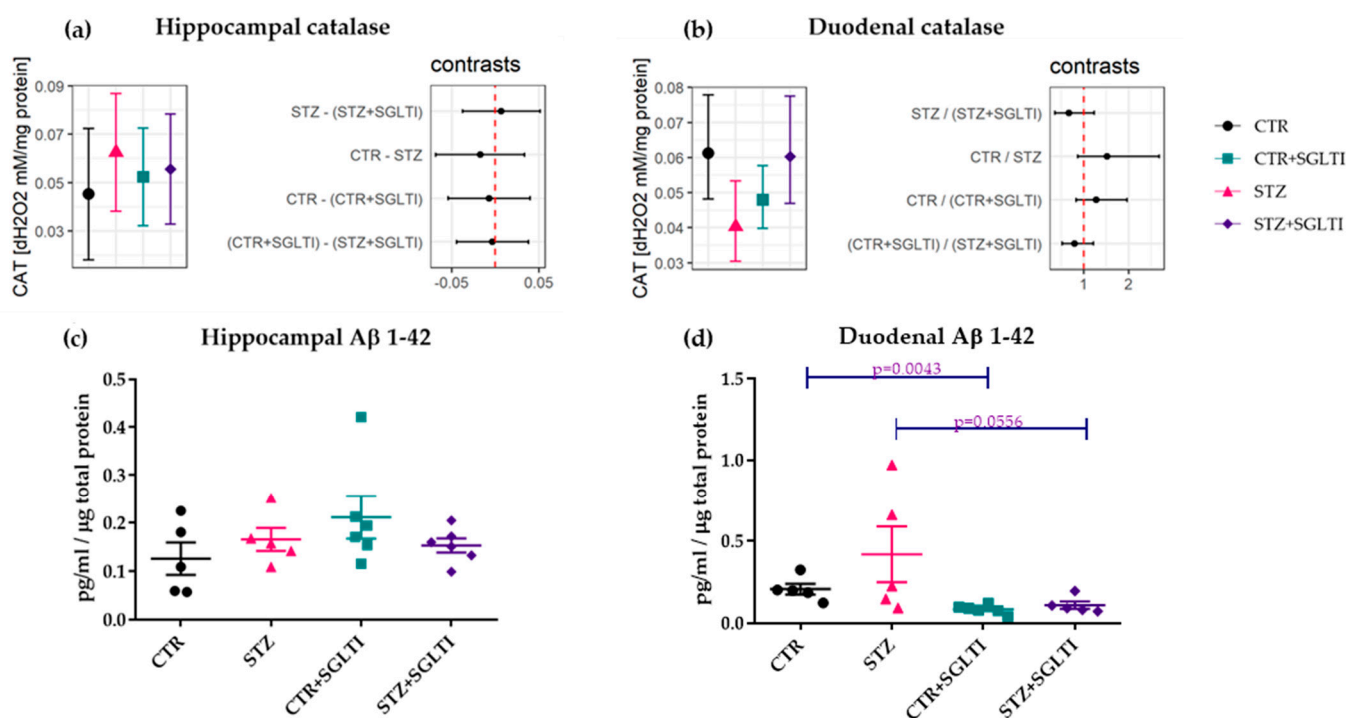 (a) Hippocampal catalase
CAT [dH2O2 mM/mg protein]
0.09
0.07
0.05
0.03
contrasts
STZ - (STZ+SGLTI)
CTR - STZ
CTR - (CTR+SGLTI)
(CTR+SGLTI) - (STZ+SGLTI)
-0.05 0.05
(b) Duodenal catalase
CAT [dH2O2 mM/mg protein]
0.08
0.07
0.06
0.05
0.04
0.03
contrasts
STZ / (STZ+SGLTI)
CTR / STZ
CTR / (CTR+SGLTI)
(CTR+SGLTI) / (STZ+SGLTI)
1 2
CTR
CTR+SGLTI
STZ
STZ+SGLTI
(c) Hippocampal Aβ 1-42
pg/ml / μg total protein
0.5
0.4
0.3
0.2
0.1
0.0
CTR
STZ
CTR+SGLTI
STZ+SGLTI
(d) Duodenal Aβ 1-42
pg/ml / μg total protein
1.5
1.0
0.5
0.0
p=0.0043
p=0.0556
CTR
STZ
CTR+SGLTI
STZ+SGLTI